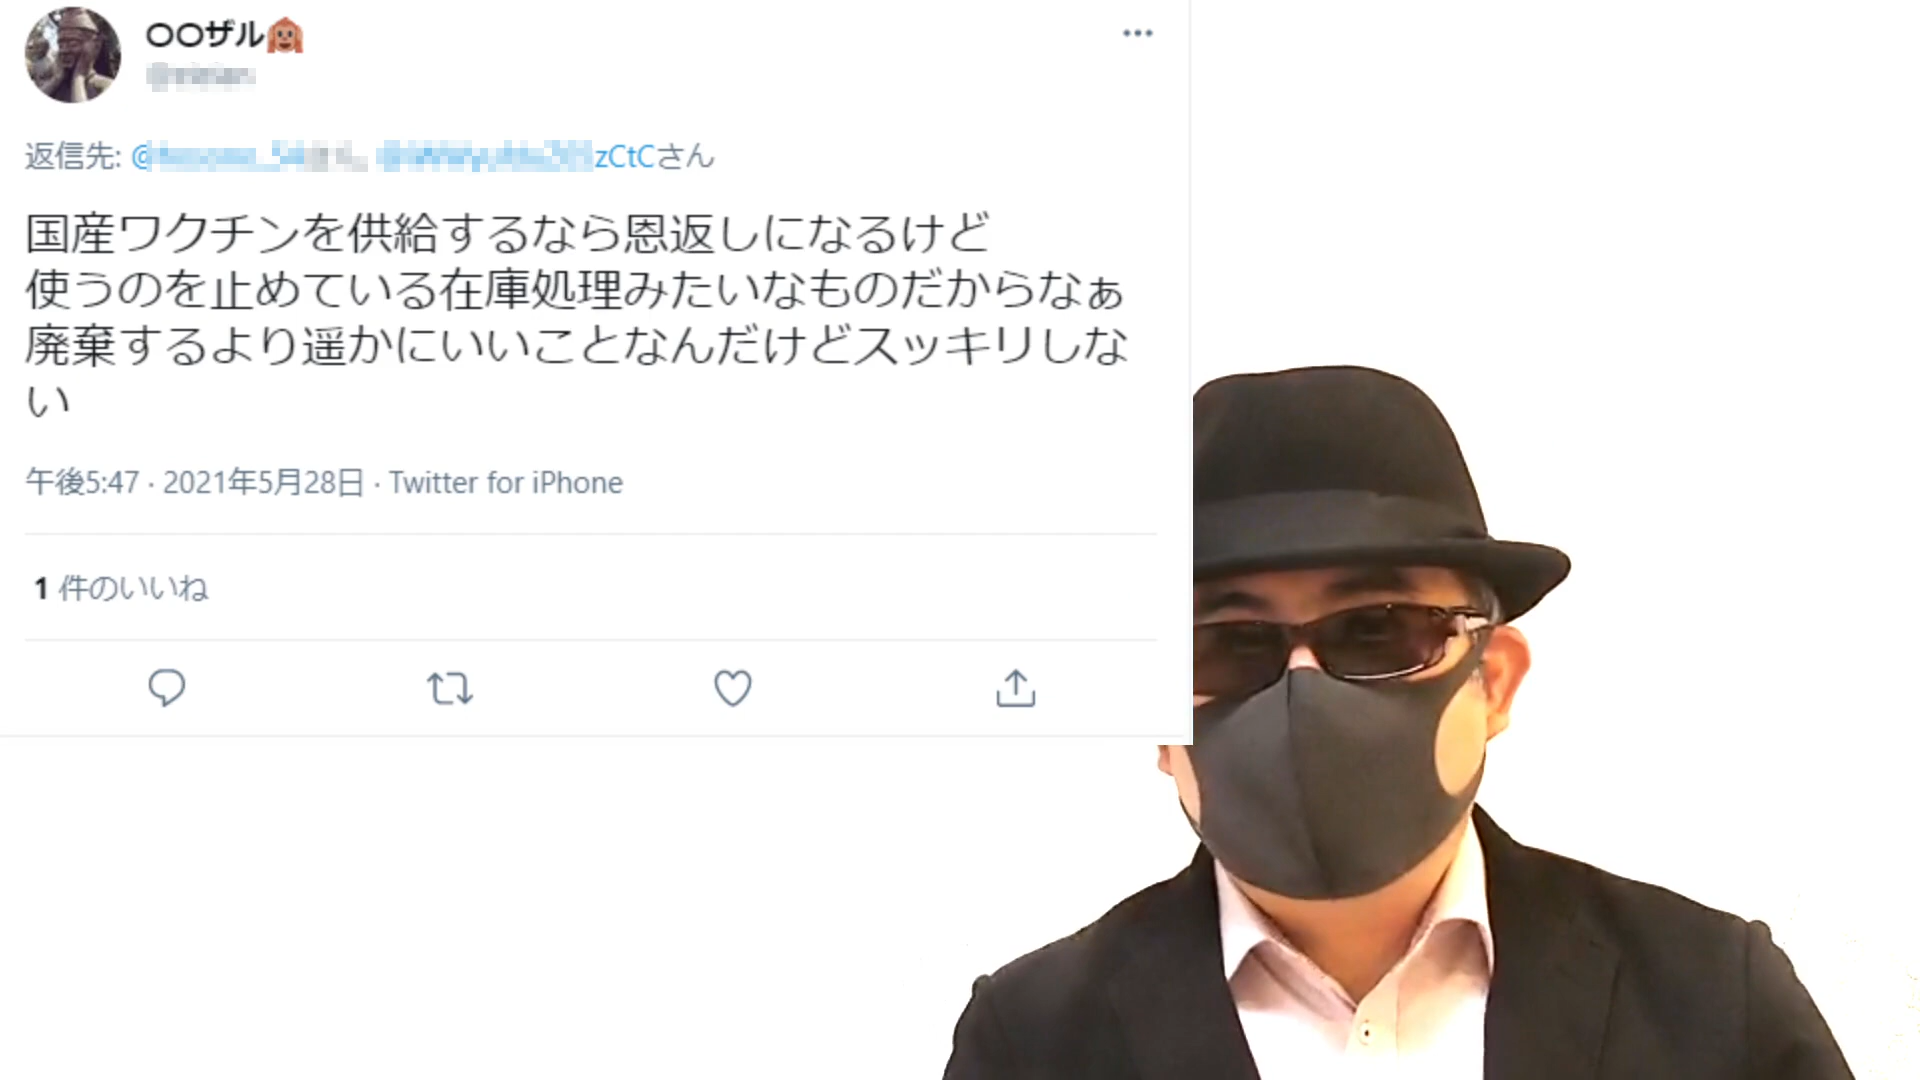 〇〇ザル🙉
返信先: @ zCtCさん
国産ワクチンを供給するなら恩返しになるけど
使うのを止めている在庫処理みたいなものだからなぁ
廃棄するより遥かにいいことなんだけどスッキリしな
い
午後5:47 · 2021年5月28日 · Twitter for iPhone
1 件のいいね